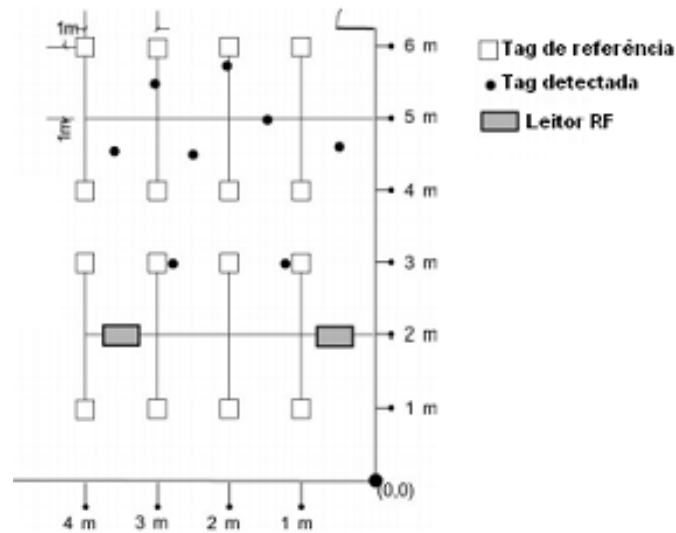 1m
6 m
Tag de referência
Tag detectada
5 m
1m
Leitor RF
4 m
3 m
2 m
1 m
(0,0)
4 m 3 m 2 m 1 m